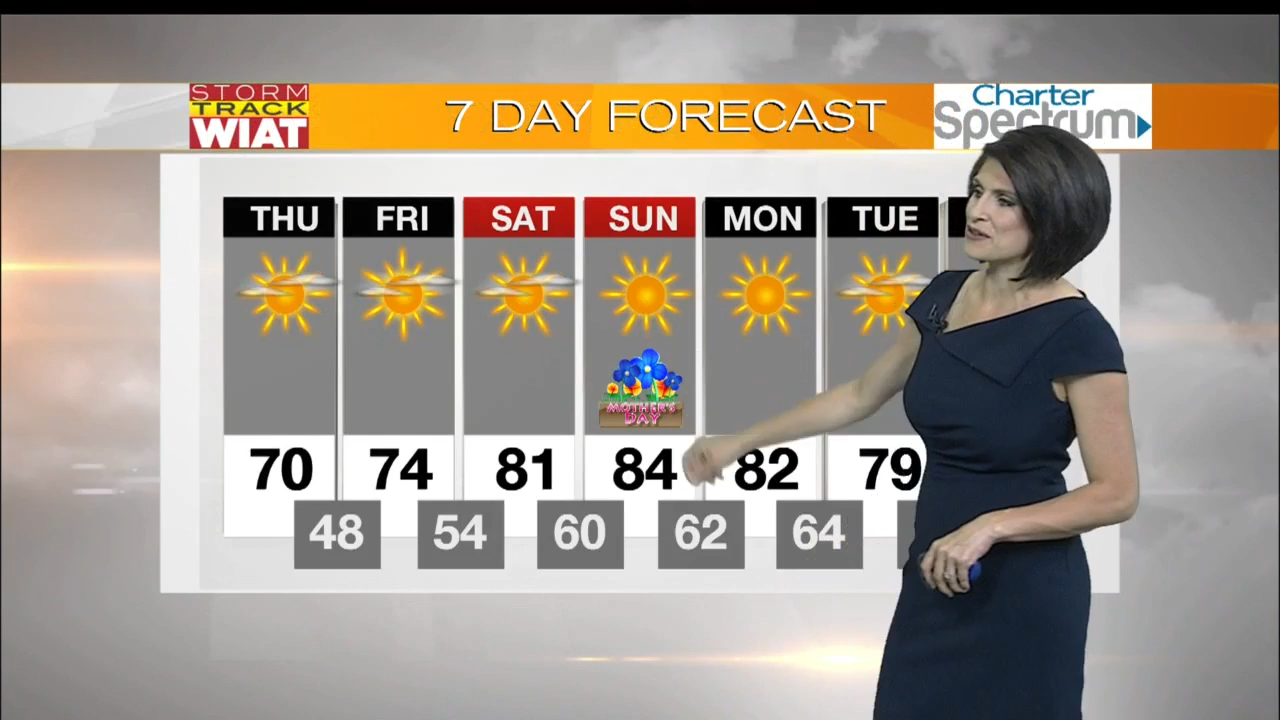 STORM
TRACK
WIAT
7 DAY FORECAST
Charter
Spectrum
THU FRI SAT SUN MON TUE
MOTHER'S
DAY
70 74 81 84 82 79
48 54 60 62 64